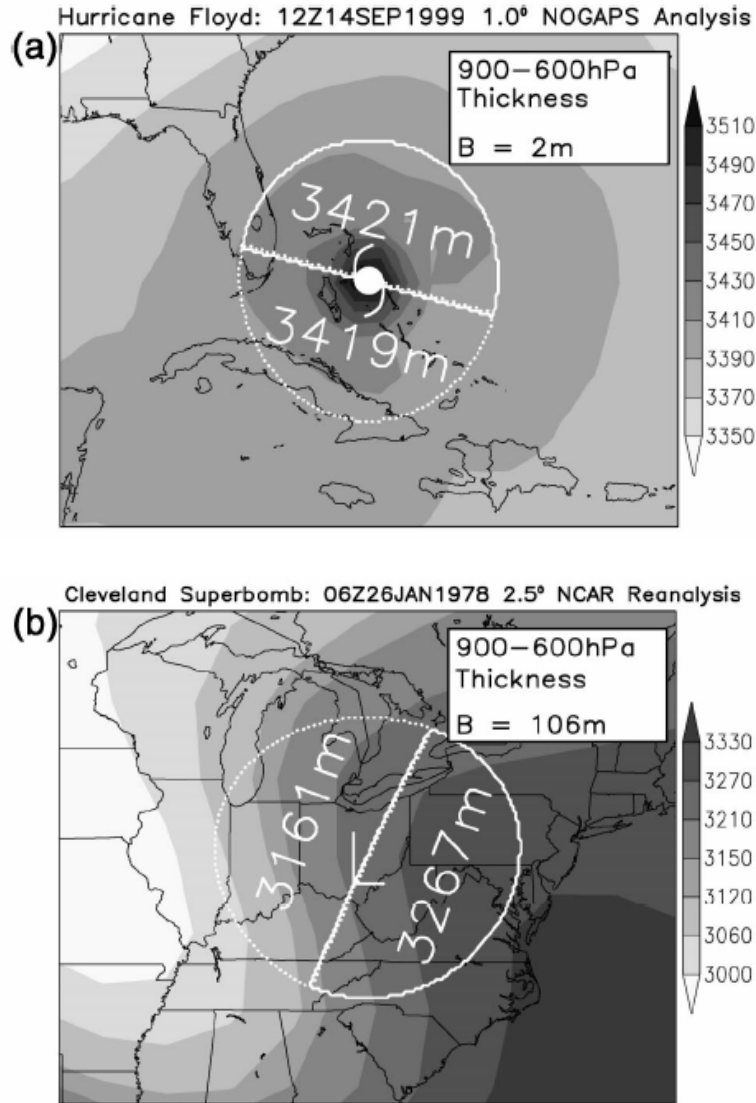 Hurricane Floyd: 12Z14SEP1999 1.0° NOGAPS Analysis
(a)
900-600hPa
Thickness
B = 2m
3421m
3419m
3510
3490
3470
3450
3430
3410
3390
3370
3350
Cleveland Superbomb: 06Z26JAN1978 2.5° NCAR Reanalysis
(b)
900-600hPa
Thickness
B = 106m
3161m
L
3267m
3330
3270
3210
3150
3120
3060
3000